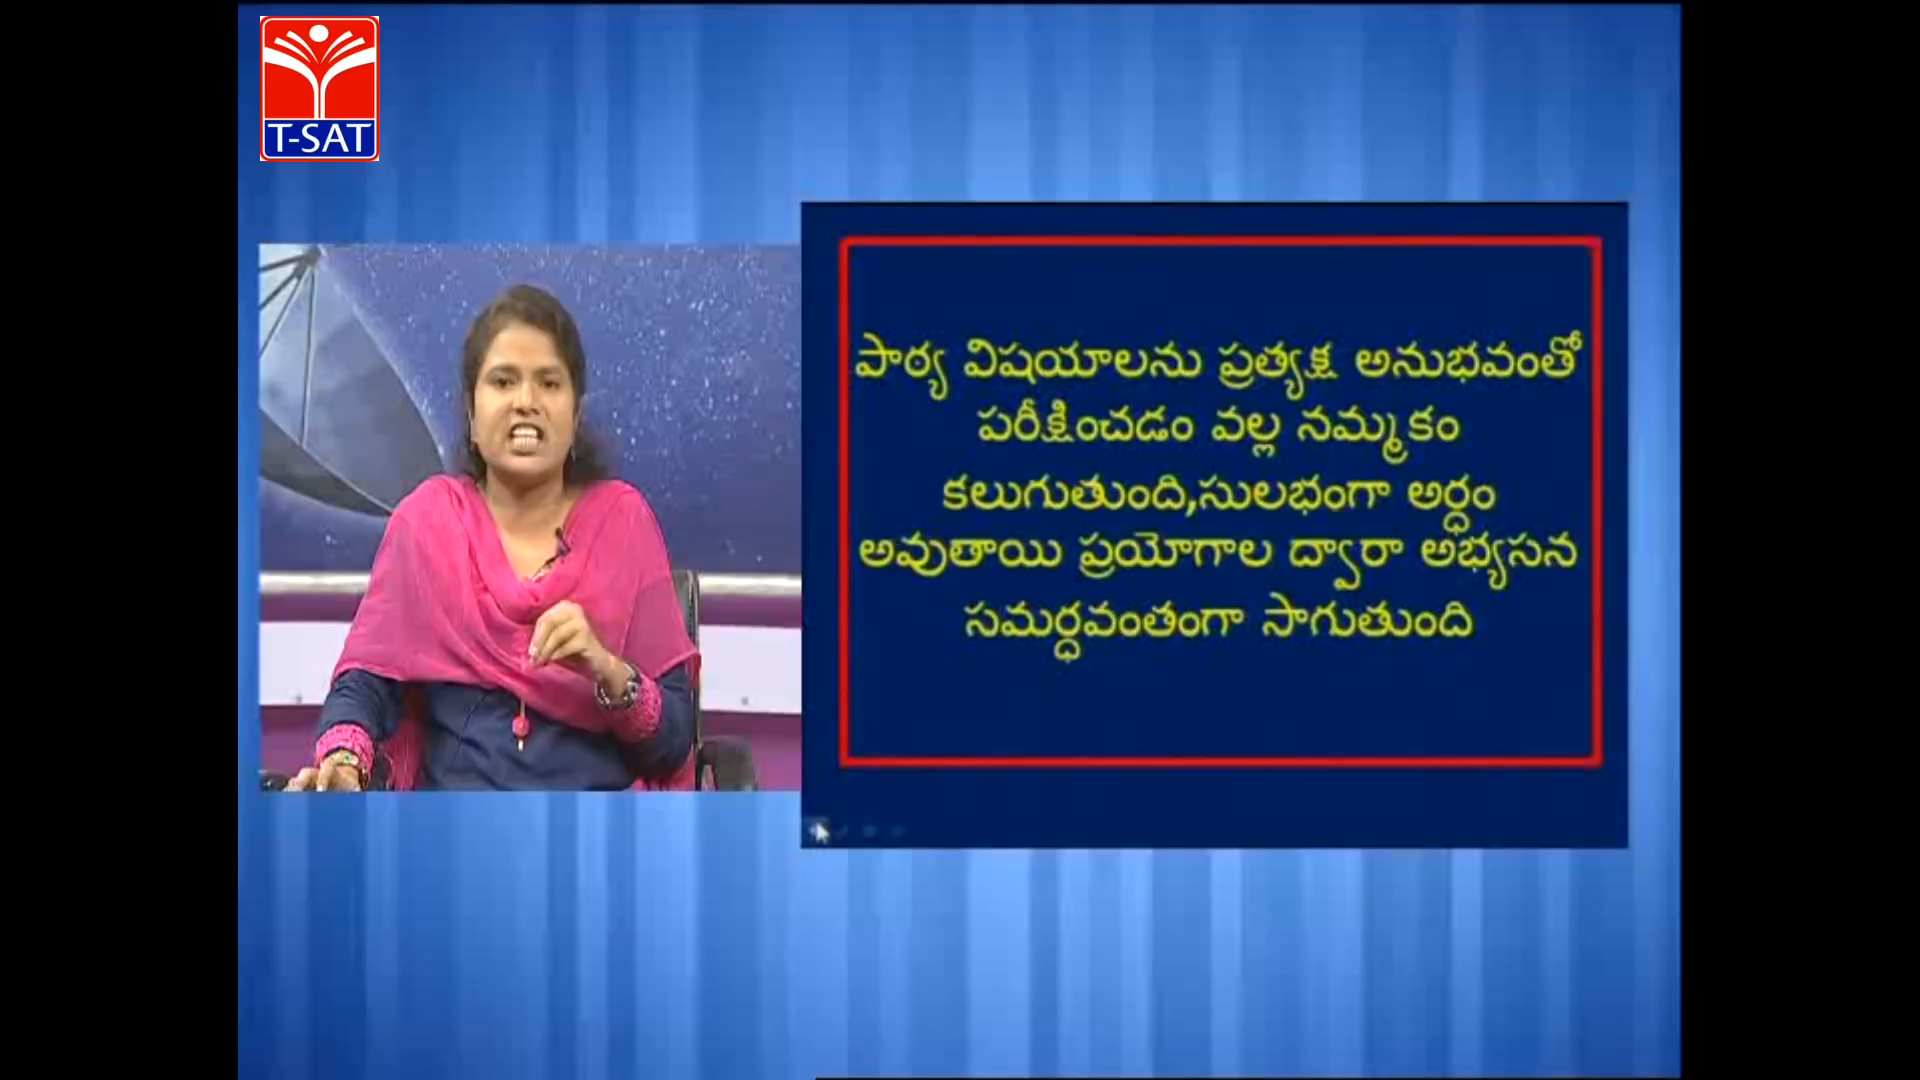 T-SAT
పాఠ్య విషయాలను ప్రత్యక్ష అనుభవంతో
పరీక్షించడం వల్ల నమ్మకం
కలుగుతుంది,సులభంగా అర్ధం
అవుతాయి ప్రయోగాల ద్వారా అభ్యసన
సమర్ధవంతంగా సాగుతుంది